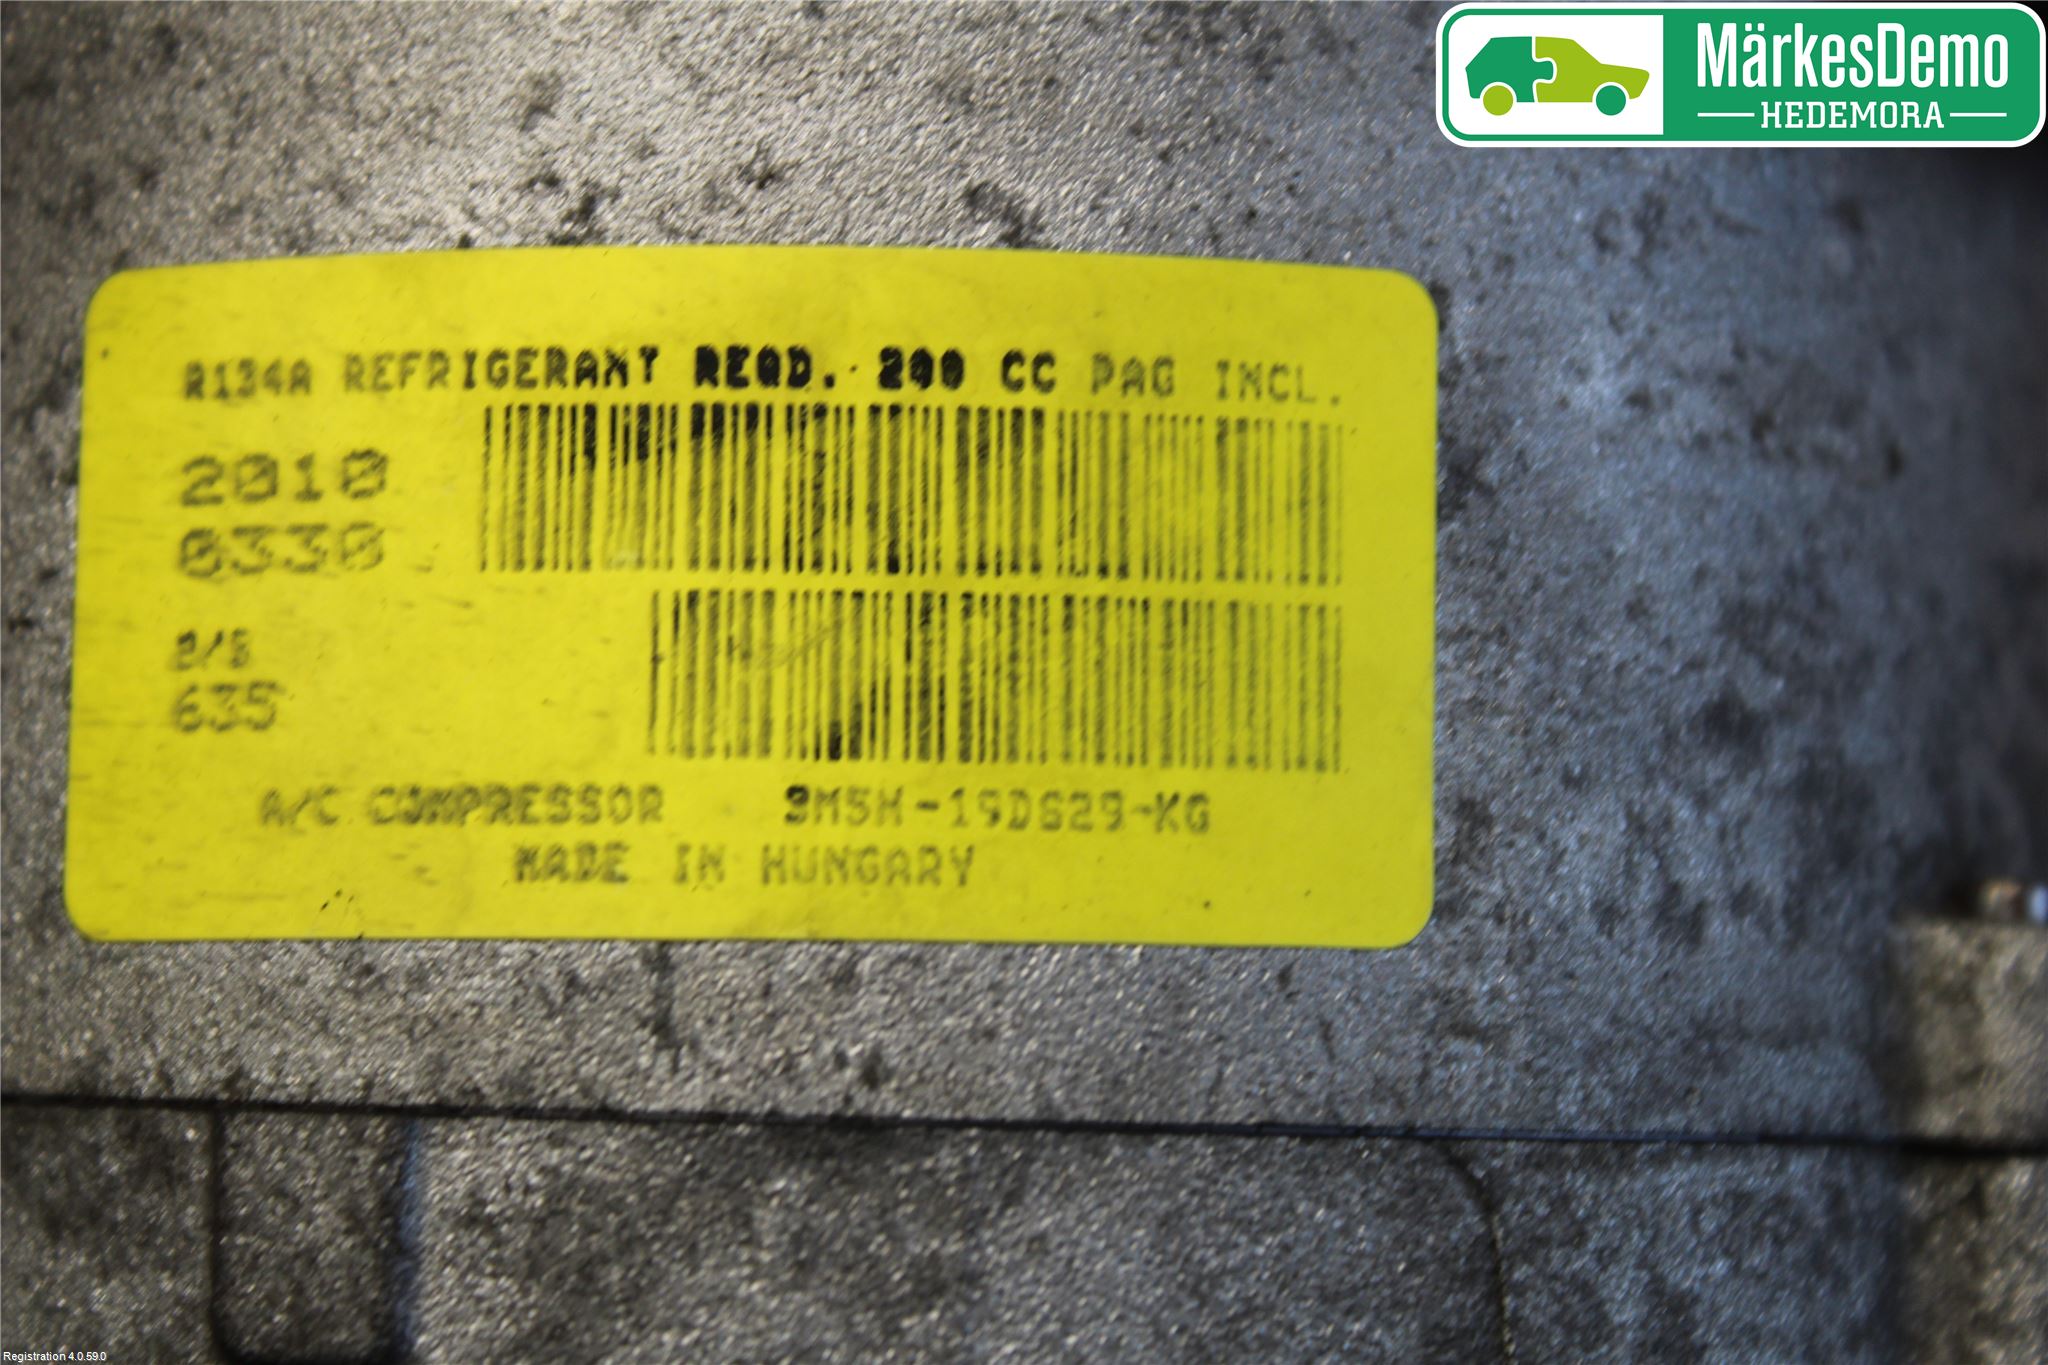 MärkesDemo
HEDEMORA
R134A REFRIGERANT REQD. 200 CC PAG INCL.
2010
0330
635
A/C COMPRESSOR 3M5H-19D629-KG
MADE IN HUNGARY
Registration 4.0.59.0